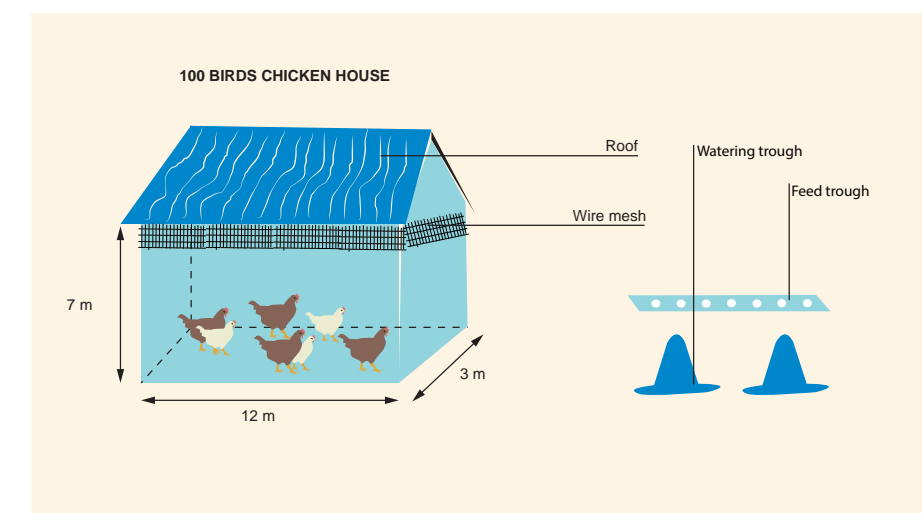 100 BIRDS CHICKEN HOUSE
Roof
Watering trough
Feed trough
Wire mesh
7 m
3 m
12 m